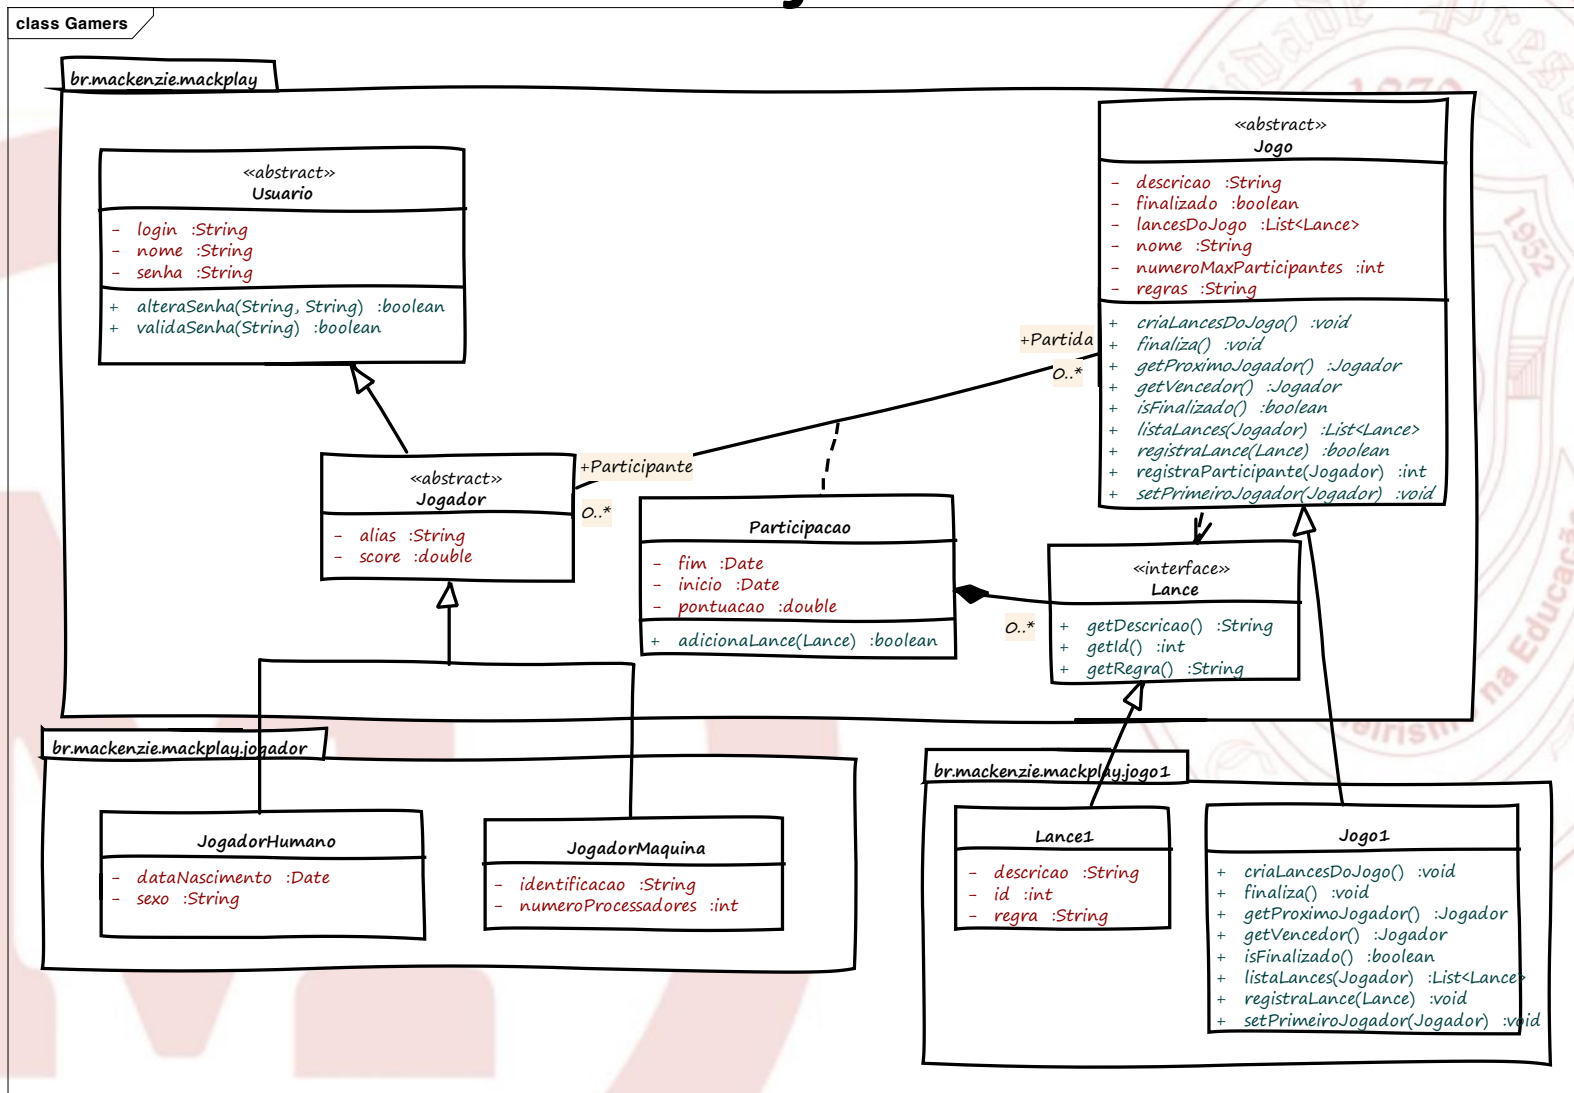 class Gamers
br.mackenzie.mackplay
«abstract»
Usuario
- login :String
- nome :String
- senha :String
+ alteraSenha(String, String) :boolean
+ validaSenha(String) :boolean
«abstract»
Jogo
- descricao :String
- finalizado :boolean
- lancesDoJogo :List<Lance>
- nome :String
- numeroMaxParticipantes :int
- regras :String
+ criaLancesDoJogo() :void
+ finaliza() :void
+ getProximoJogador() :Jogador
+ getVencedor() :Jogador
+ isFinalizado() :boolean
+ listaLances(Jogador) :List<Lance>
+ registraLance(Lance) :boolean
+ registraParticipante(Jogador) :int
+ setPrimeiroJogador(Jogador) :void
+Partida
0..*
«abstract»
Jogador
- alias :String
- score :double
+Participante
0..*
Participacao
- fim :Date
- inicio :Date
- pontuacao :double
+ adicionaLance(Lance) :boolean
0..*
«interface»
Lance
+ getDescricao() :String
+ getId() :int
+ getRegra() :String
br.mackenzie.mackplay.jogador
JogadorHumano
- dataNascimento :Date
- sexo :String
JogadorMaquina
- identificacao :String
- numeroProcessadores :int
br.mackenzie.mackplay.jogo1
Lance1
- descricao :String
- id :int
- regra :String
Jogo1
+ criaLancesDoJogo() :void
+ finaliza() :void
+ getProximoJogador() :Jogador
+ getVencedor() :Jogador
+ isFinalizado() :boolean
+ listaLances(Jogador) :List<Lance>
+ registraLance(Lance) :void
+ setPrimeiroJogador(Jogador) :void
1952
na Educação